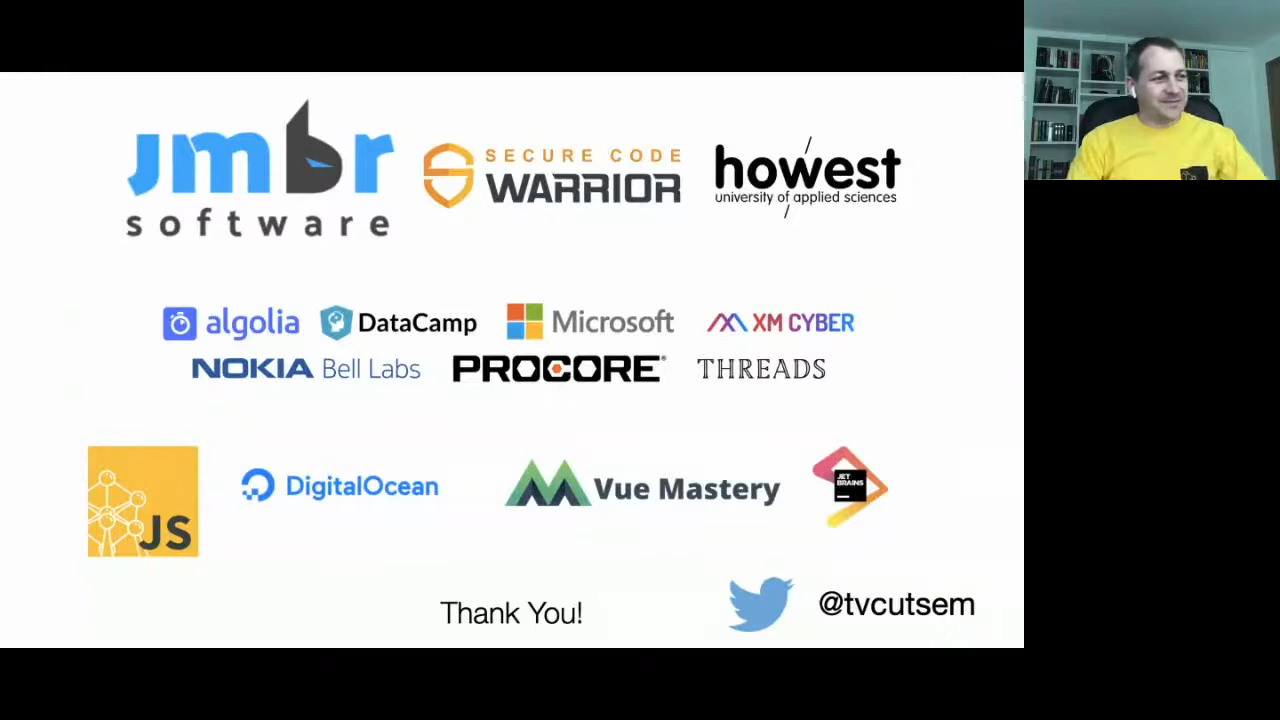 jmbr
software
SECURE CODE
WARRIOR
howest
university of applied sciences
algolia
DataCamp
Microsoft
XM CYBER
NOKIA Bell Labs
PROCORE®
THREADS
JS
DigitalOcean
Vue Mastery
JET
BRAINS
Thank You!
@tvcutsem